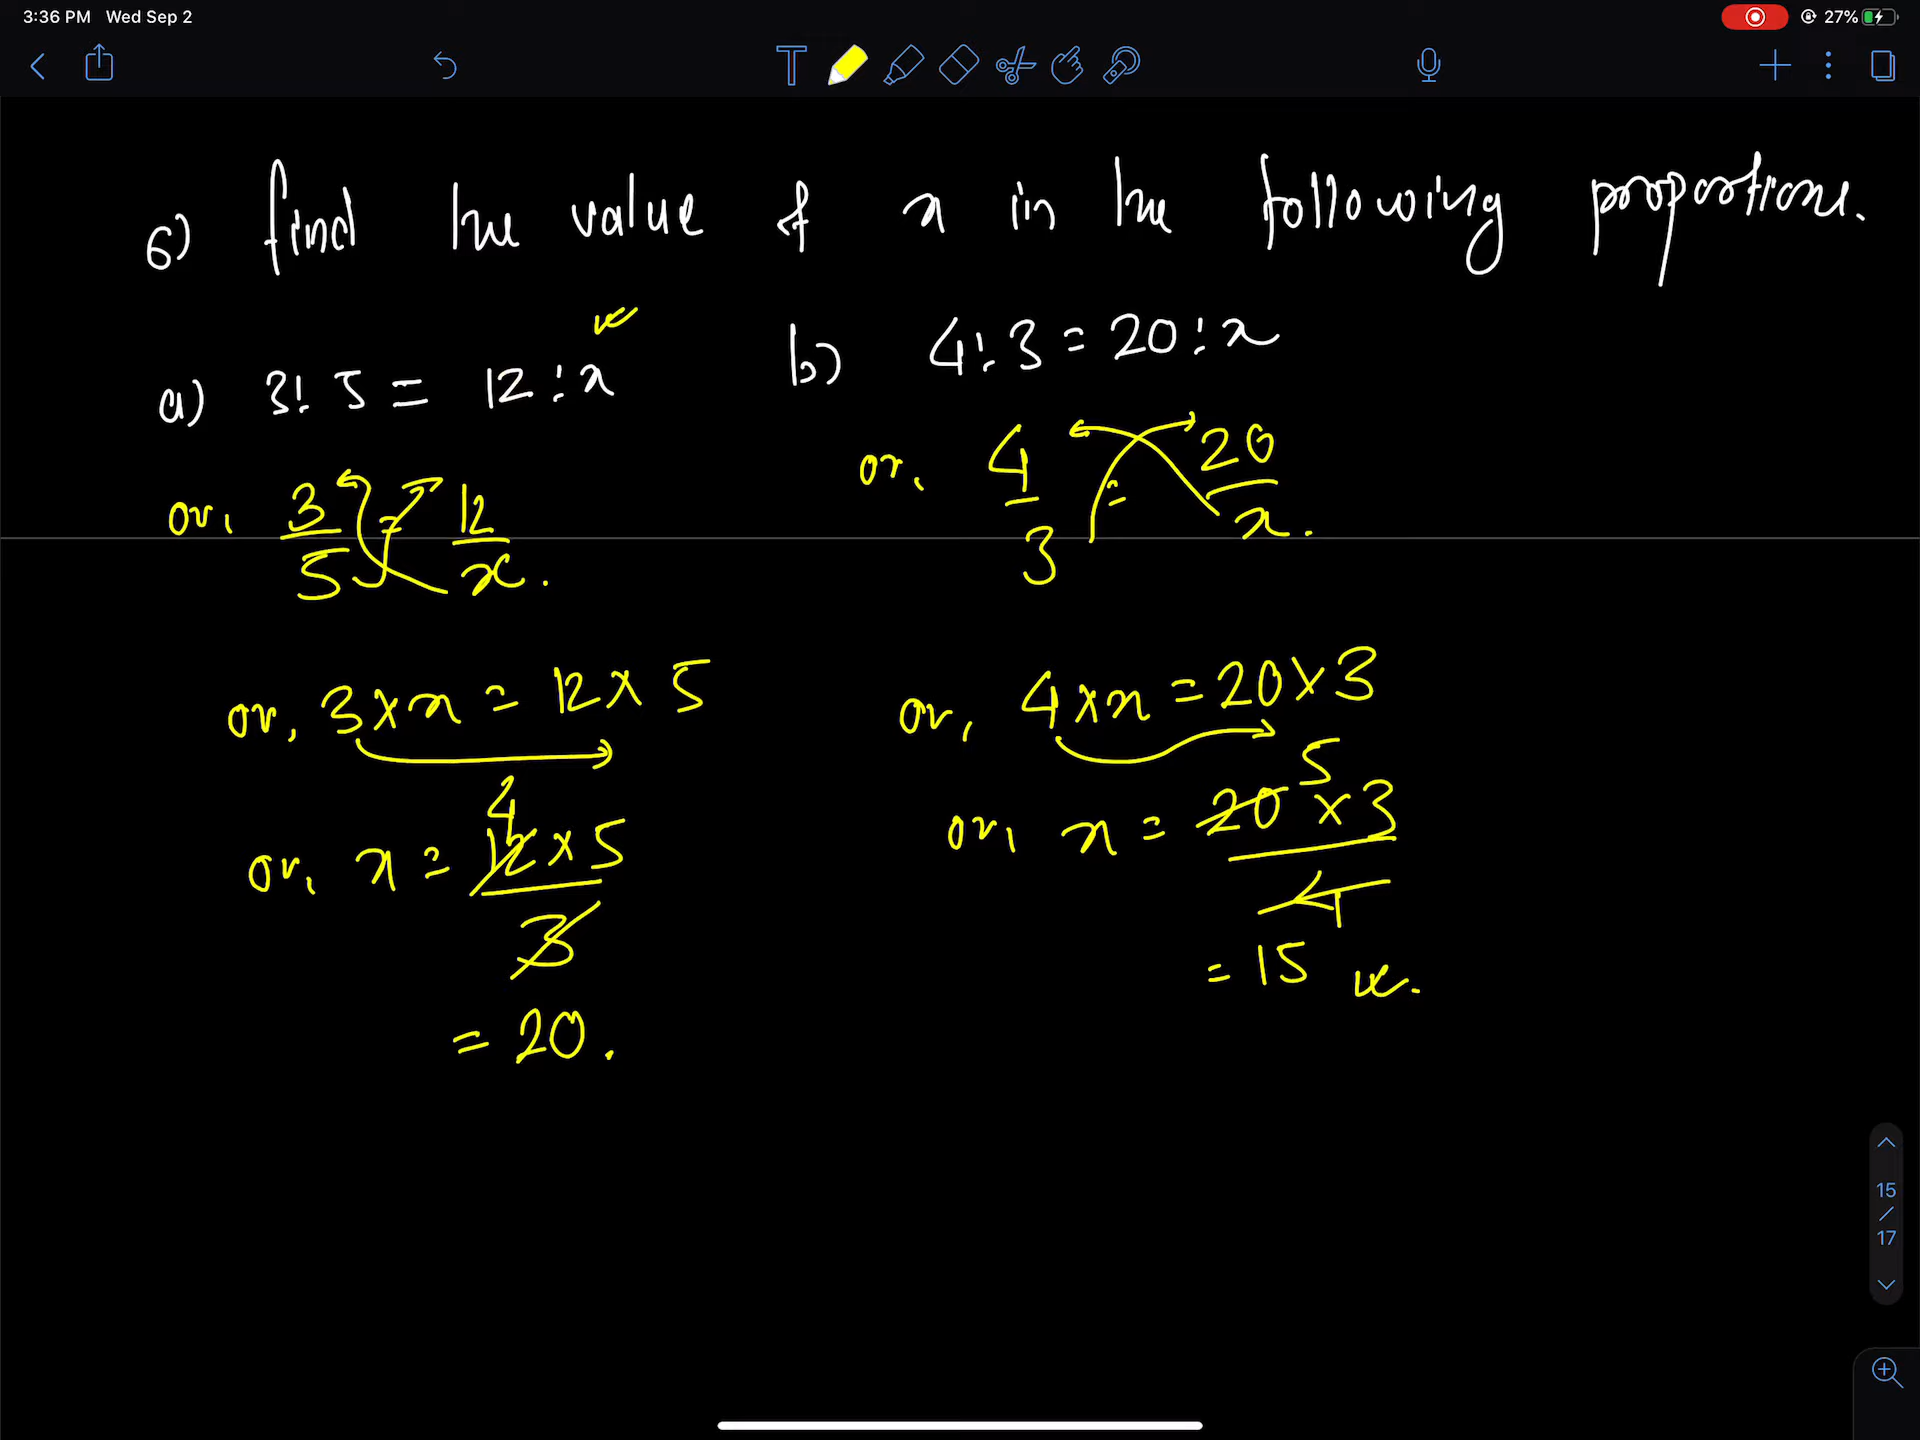 3:36 PM Wed Sep 2
27%
T
6) find the value of x in the following proportions.
a) 3:5 = 12:x
or, 3/5 = 12/x.
or, 3×x = 12×5
4
or, x = 12×5/3
= 20.
b) 4:3 = 20:x
or, 4/3 = 20/x.
or, 4×x = 20×3
5
or, x = 20×3/4
= 15
15
/
17